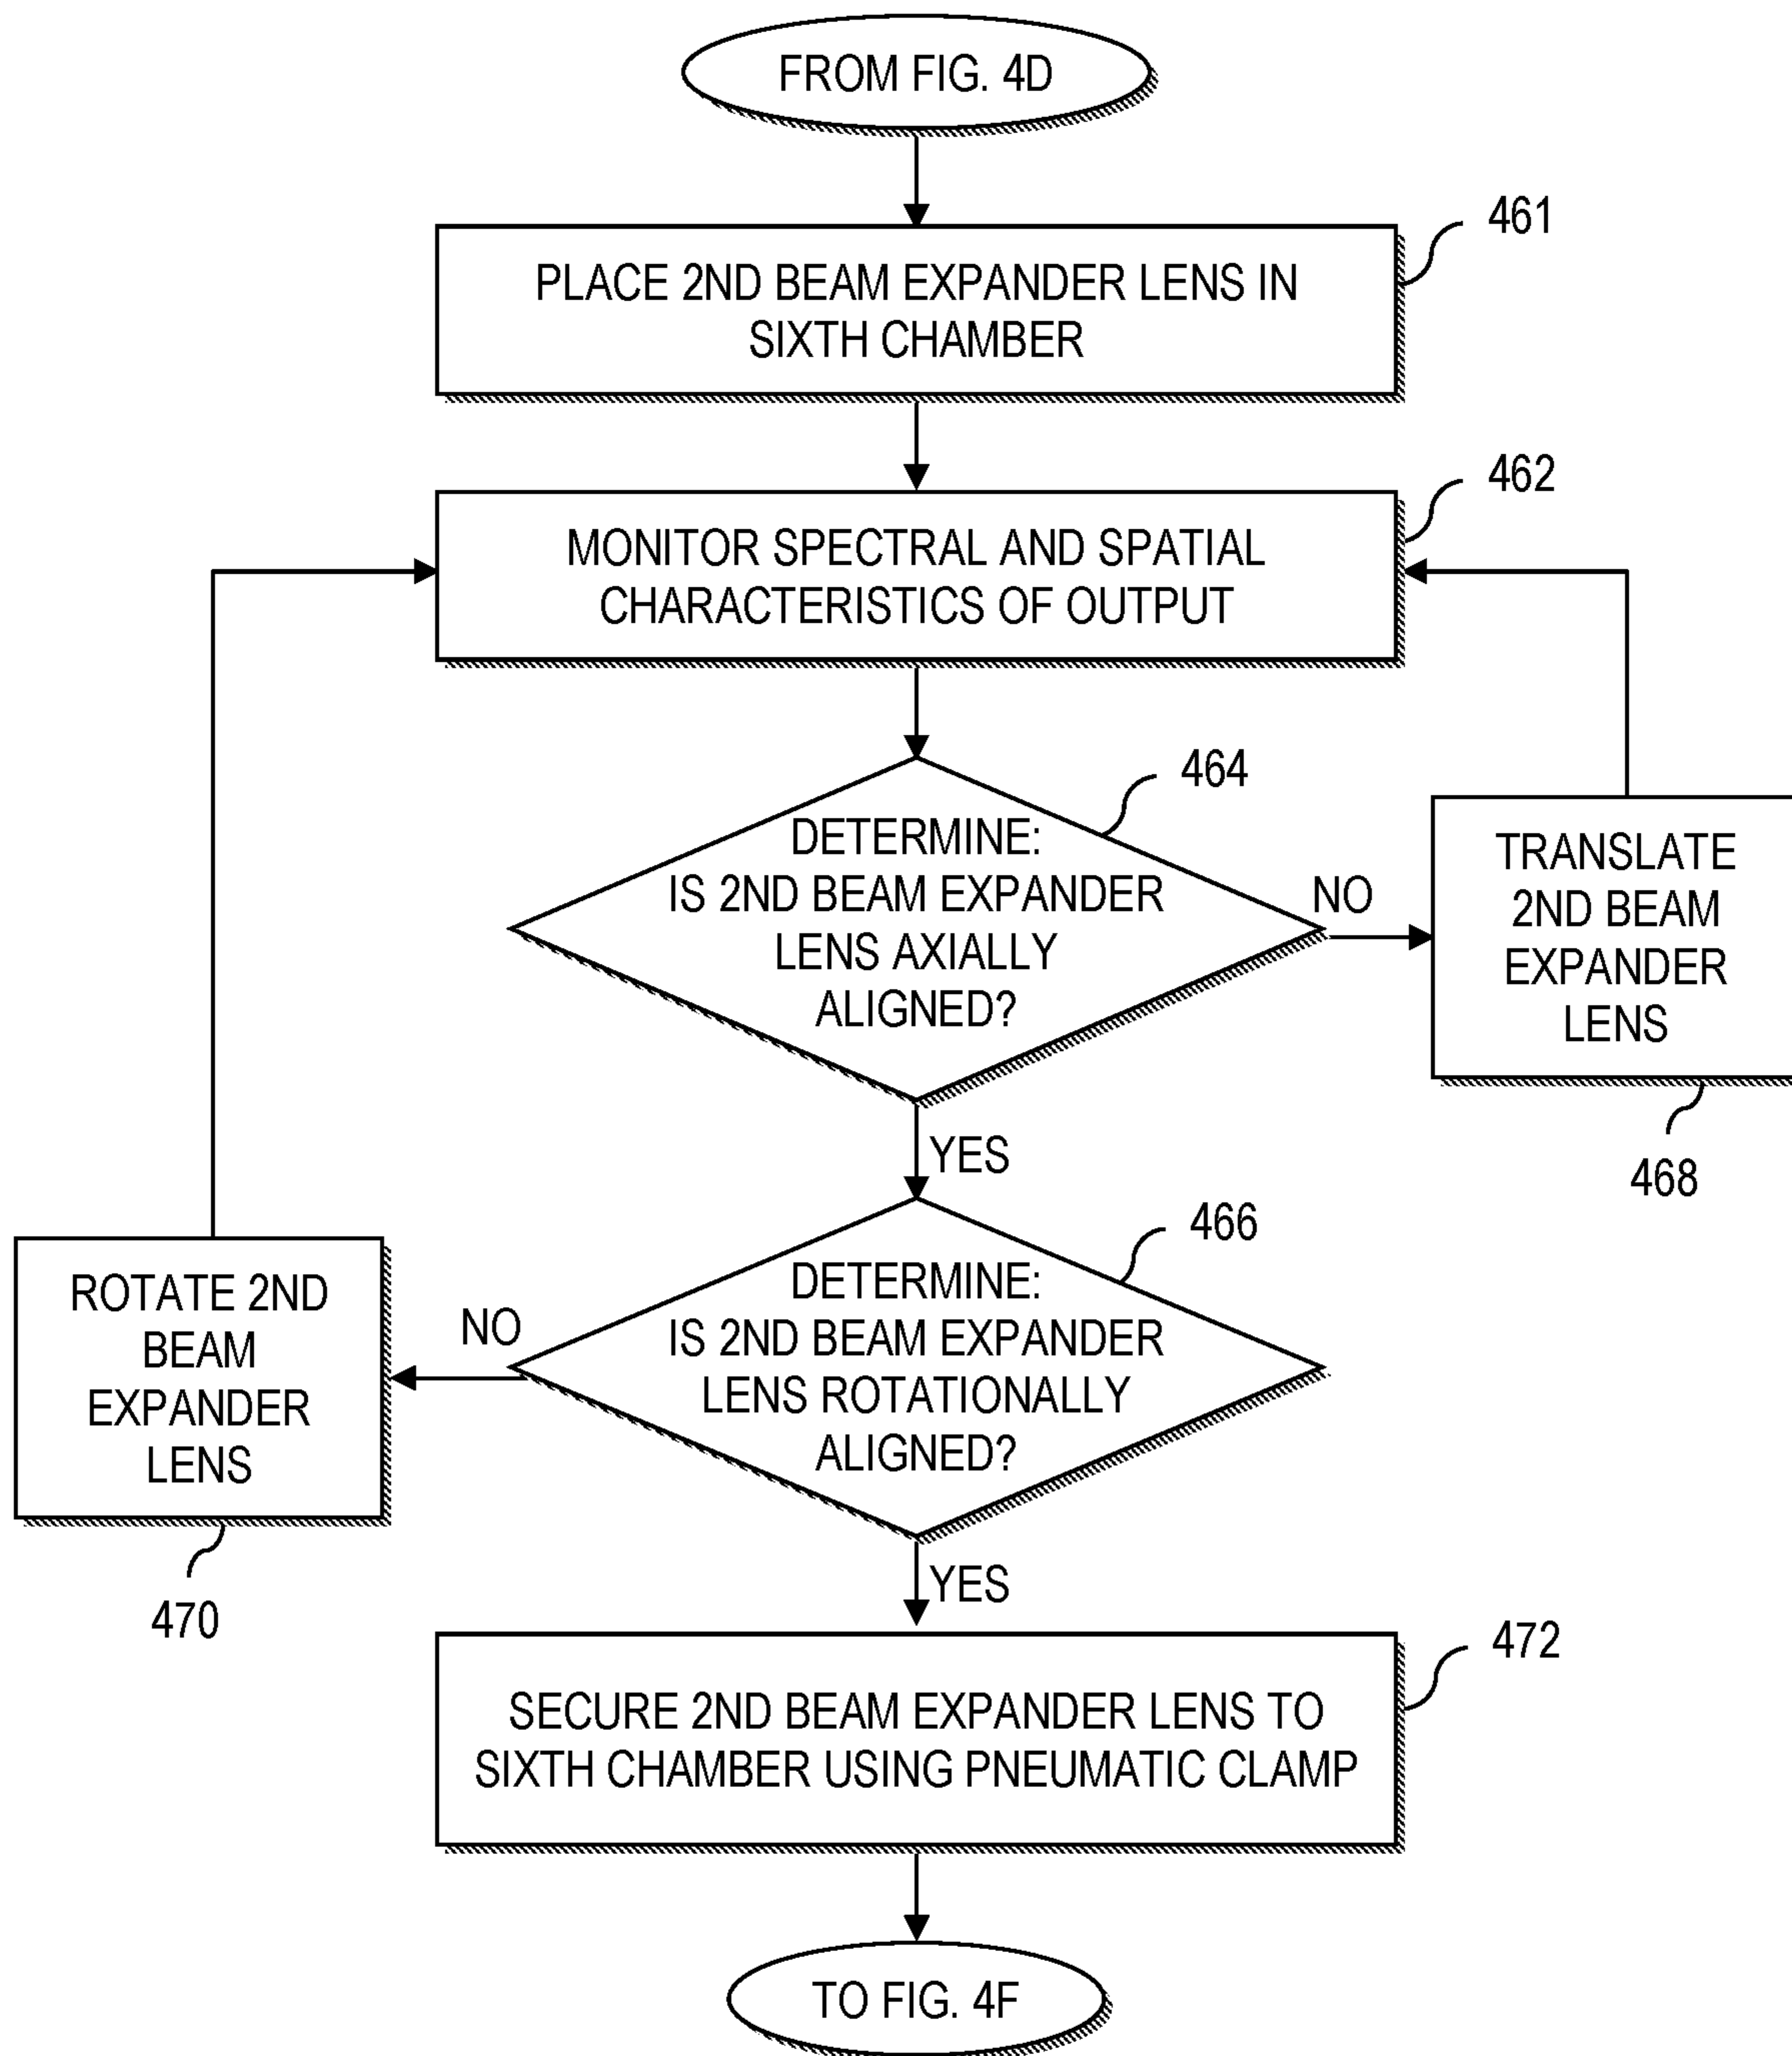 FROM FIG. 4D
461
PLACE 2ND BEAM EXPANDER LENS IN
SIXTH CHAMBER
462
MONITOR SPECTRAL AND SPATIAL
CHARACTERISTICS OF OUTPUT
464
DETERMINE:
IS 2ND BEAM EXPANDER
LENS AXIALLY
ALIGNED?
NO
TRANSLATE
2ND BEAM
EXPANDER
LENS
468
YES
466
DETERMINE:
IS 2ND BEAM EXPANDER
LENS ROTATIONALLY
ALIGNED?
NO
ROTATE 2ND
BEAM
EXPANDER
LENS
470
YES
472
SECURE 2ND BEAM EXPANDER LENS TO
SIXTH CHAMBER USING PNEUMATIC CLAMP
TO FIG. 4F